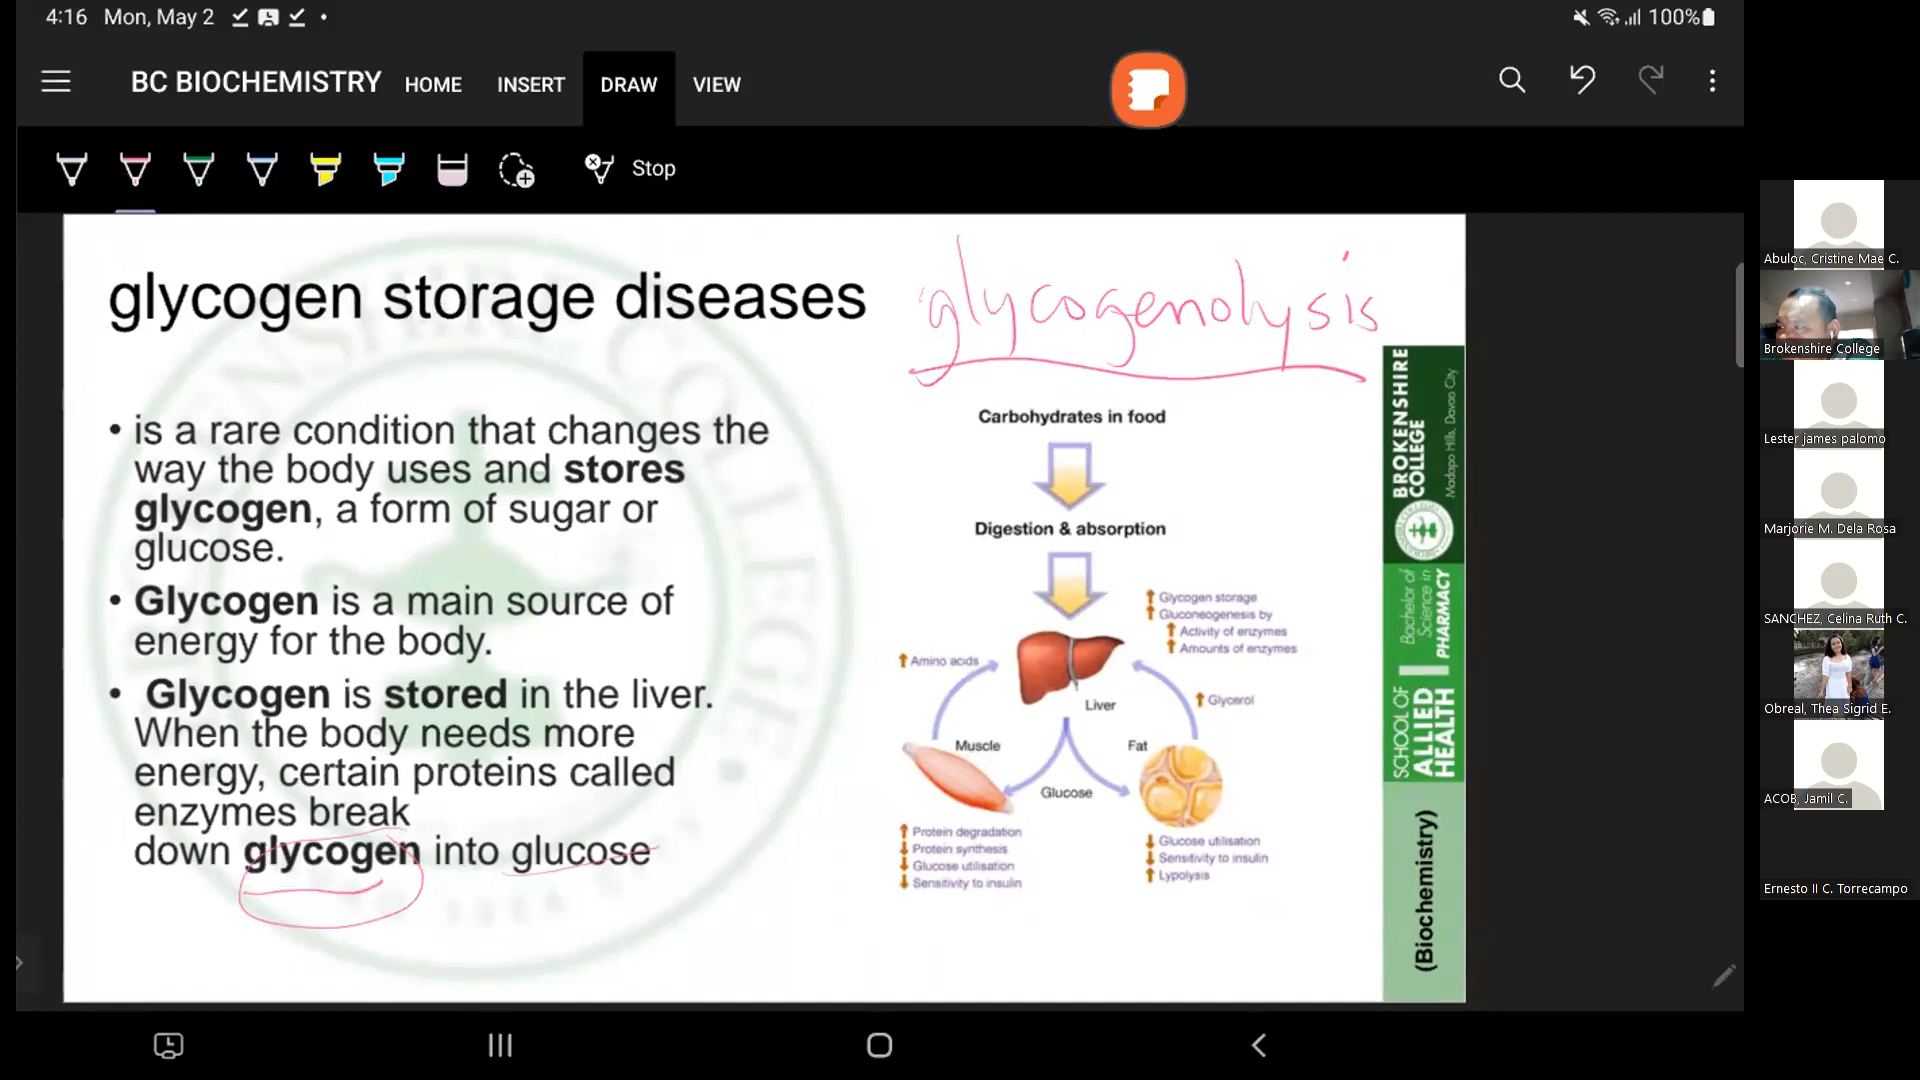 4:16 Mon, May 2
100%
BC BIOCHEMISTRY HOME INSERT DRAW VIEW
Stop
glycogen storage diseases
glycogenolysis
• is a rare condition that changes the
way the body uses and stores
glycogen, a form of sugar or
glucose.
• Glycogen is a main source of
energy for the body.
• Glycogen is stored in the liver.
When the body needs more
energy, certain proteins called
enzymes break
down glycogen into glucose
Carbohydrates in food
Digestion & absorption
Glycogen storage
Gluconeogenesis by
Activity of enzymes
Amounts of enzymes
Amino acids
Liver
Glycerol
Muscle
Fat
Glucose
Protein degradation
Protein synthesis
Glucose utilisation
Sensitivity to insulin
Glucose utilisation
Sensitivity to insulin
Lypolysis
BROKENSHIRE
COLLEGE
Madapo Hills, Davao City
SCHOOL OF
ALLIED
HEALTH
Bachelor of
Science in
PHARMACY
(Biochemistry)
Abuloc, Cristine Mae C.
Brokenshire College
Lester james palomo
Marjorie M. Dela Rosa
SANCHEZ, Celina Ruth C.
Obreal, Thea Sigrid E.
ACOB, Jamil C.
Ernesto II C. Torrecampo